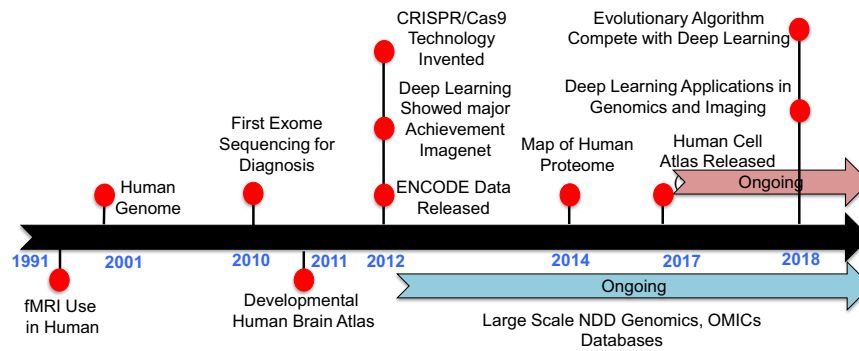 CRISPR/Cas9
Technology
Invented
Evolutionary Algorithm
Compete with Deep Learning
Deep Learning
Showed major
Achievement
Imagenet
Deep Learning Applications in
Genomics and Imaging
First Exome
Sequencing for
Diagnosis
Map of Human
Proteome
Human Cell
Atlas Released
Human
Genome
ENCODE Data
Released
Ongoing
1991
2001
2010
2011
2012
2014
2017
2018
fMRI Use
in Human
Developmental
Human Brain Atlas
Ongoing
Large Scale NDD Genomics, OMICs
Databases